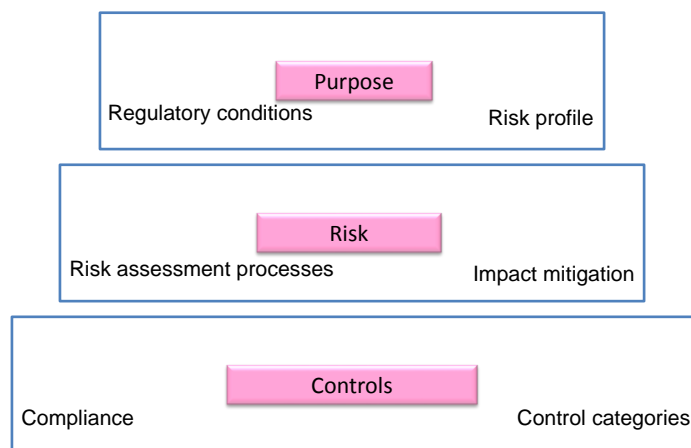 Purpose
Regulatory conditions
Risk profile
Risk
Risk assessment processes
Impact mitigation
Controls
Compliance
Control categories